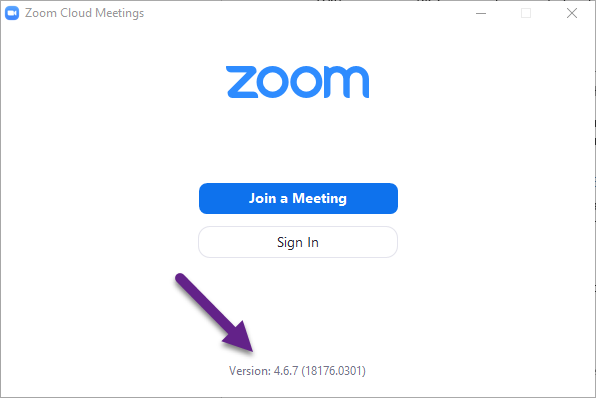 Zoom Cloud Meetings
zoom
Join a Meeting
Sign In
Version: 4.6.7 (18176.0301)